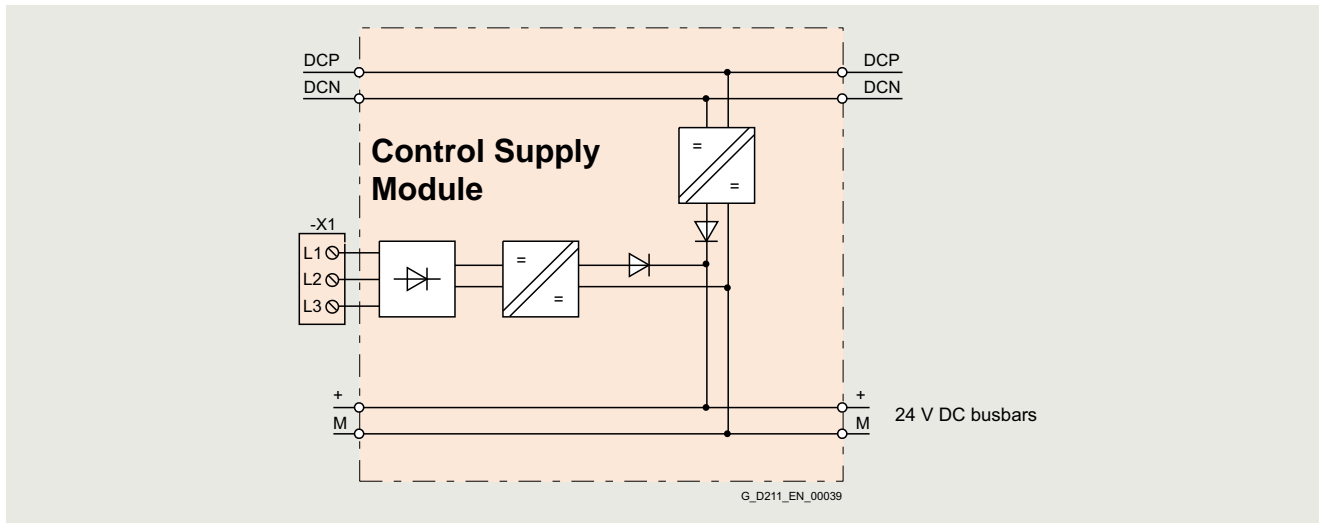 DCP DCP
DCN DCN
Control Supply
Module
-X1
L1
L2
L3
=
=
=
=
+ +
M M
24 V DC busbars
G_D211_EN_00039